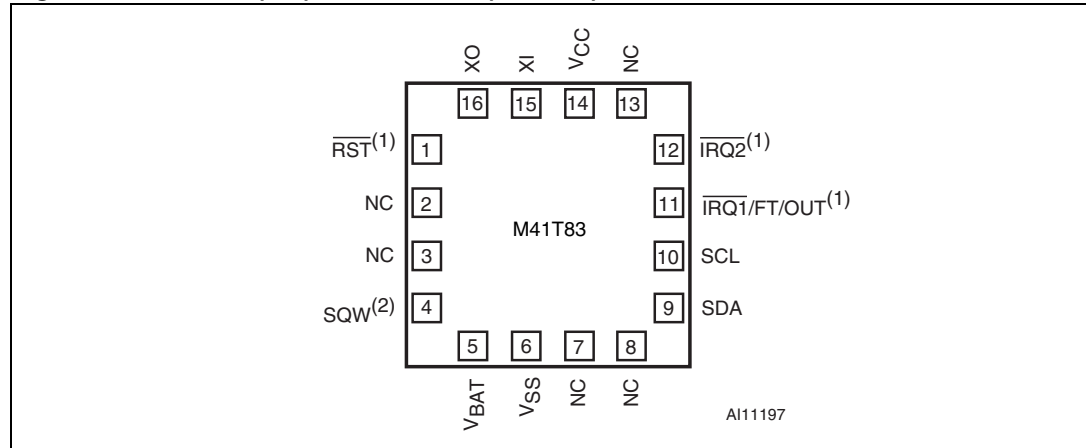 XO XI VCC NC
16 15 14 13
RST(1) 1 12 IRQ2(1)
NC 2 11 IRQ1/FT/OUT(1)
M41T83
NC 3 10 SCL
SQW(2) 4 9 SDA
5 6 7 8
VBAT VSS NC NC
AI11197